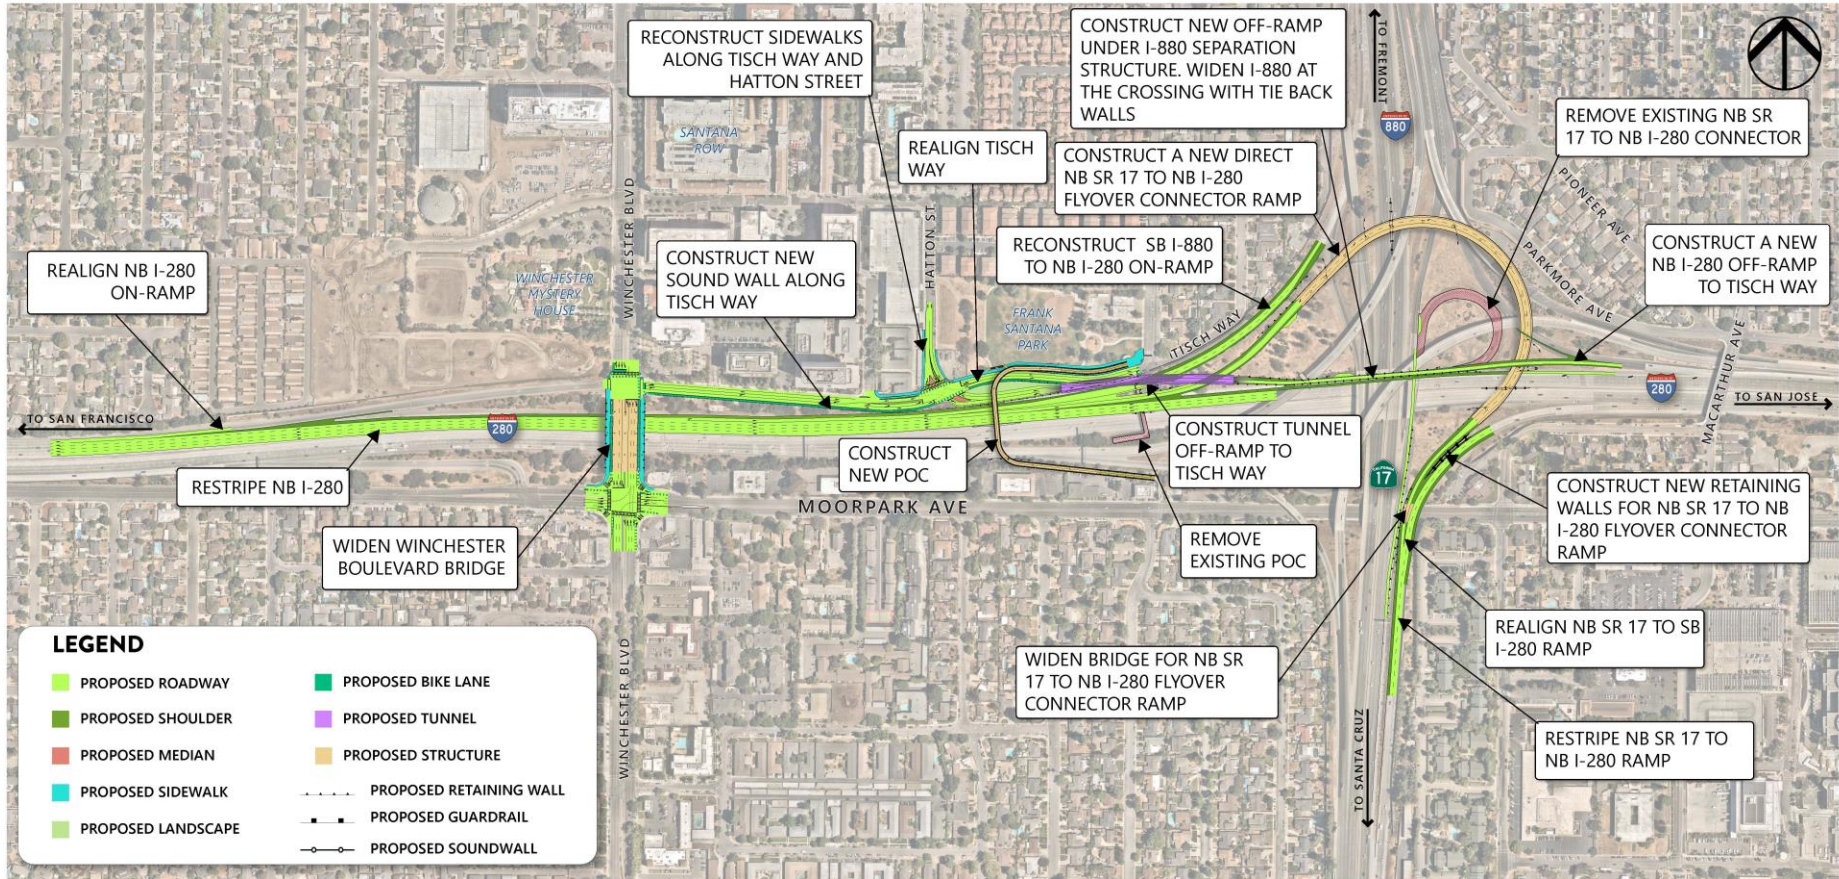 RECONSTRUCT SIDEWALKS
ALONG TISCH WAY AND
HATTON STREET
CONSTRUCT NEW OFF-RAMP
UNDER I-880 SEPARATION
STRUCTURE. WIDEN I-880 AT
THE CROSSING WITH TIE BACK
WALLS
TO FREMONT
880
REMOVE EXISTING NB SR
17 TO NB I-280 CONNECTOR
SANTANA
ROW
REALIGN TISCH
WAY
CONSTRUCT A NEW DIRECT
NB SR 17 TO NB I-280
FLYOVER CONNECTOR RAMP
PIONEER AVE
WINCHESTER BLVD
HATTON ST
RECONSTRUCT SB I-880
TO NB I-280 ON-RAMP
PARKMORE AVE
CONSTRUCT A NEW
NB I-280 OFF-RAMP
TO TISCH WAY
REALIGN NB I-280
ON-RAMP
CONSTRUCT NEW
SOUND WALL ALONG
TISCH WAY
WINCHESTER
MYSTERY
HOUSE
FRANK
SANTANA
PARK
TISCH WAY
MACARTHUR AVE
TO SAN FRANCISCO
280
280
TO SAN JOSE
RESTRIPE NB I-280
CONSTRUCT
NEW POC
CONSTRUCT TUNNEL
OFF-RAMP TO
TISCH WAY
CALIFORNIA
17
CONSTRUCT NEW RETAINING
WALLS FOR NB SR 17 TO NB
I-280 FLYOVER CONNECTOR
RAMP
MOORPARK AVE
WIDEN WINCHESTER
BOULEVARD BRIDGE
REMOVE
EXISTING POC
REALIGN NB SR 17 TO SB
I-280 RAMP
WIDEN BRIDGE FOR NB SR
17 TO NB I-280 FLYOVER
CONNECTOR RAMP
RESTRIPE NB SR 17 TO
NB I-280 RAMP
WINCHESTER BLVD
TO SANTA CRUZ
LEGEND
PROPOSED ROADWAY
PROPOSED SHOULDER
PROPOSED MEDIAN
PROPOSED SIDEWALK
PROPOSED LANDSCAPE
PROPOSED BIKE LANE
PROPOSED TUNNEL
PROPOSED STRUCTURE
PROPOSED RETAINING WALL
PROPOSED GUARDRAIL
PROPOSED SOUNDWALL